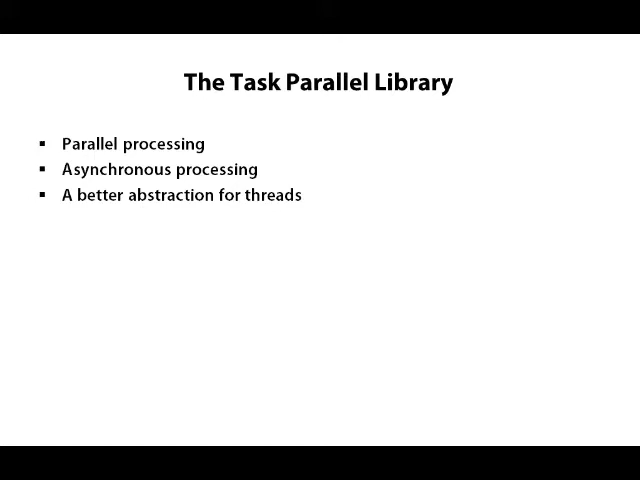 The Task Parallel Library
▪ Parallel processing
▪ Asynchronous processing
▪ A better abstraction for threads